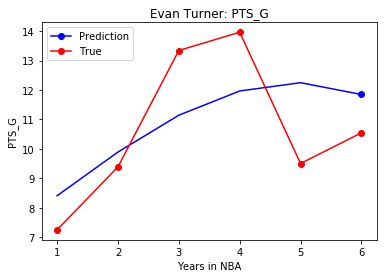 Evan Turner: PTS_G
Prediction
True
14
13
12
11
10
9
8
7
PTS_G
1 2 3 4 5 6
Years in NBA